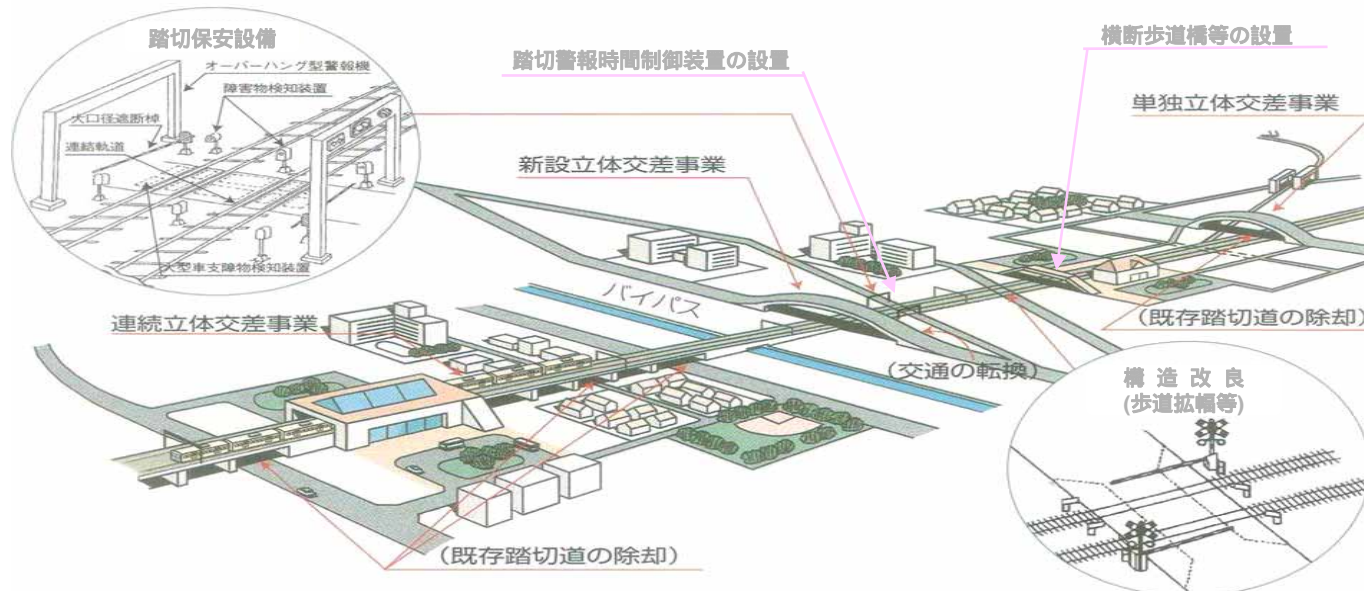 踏切保安設備
オーバーハング型警報機
障害物検知装置
大口径遮断棹
連結軌道
大型車支障物検知装置
踏切警報時間制御装置の設置
横断歩道橋等の設置
単独立体交差事業
新設立体交差事業
バイパス
連続立体交差事業
(既存踏切道の除却)
(交通の転換)
構造改良
(歩道拡幅等)
(既存踏切道の除却)